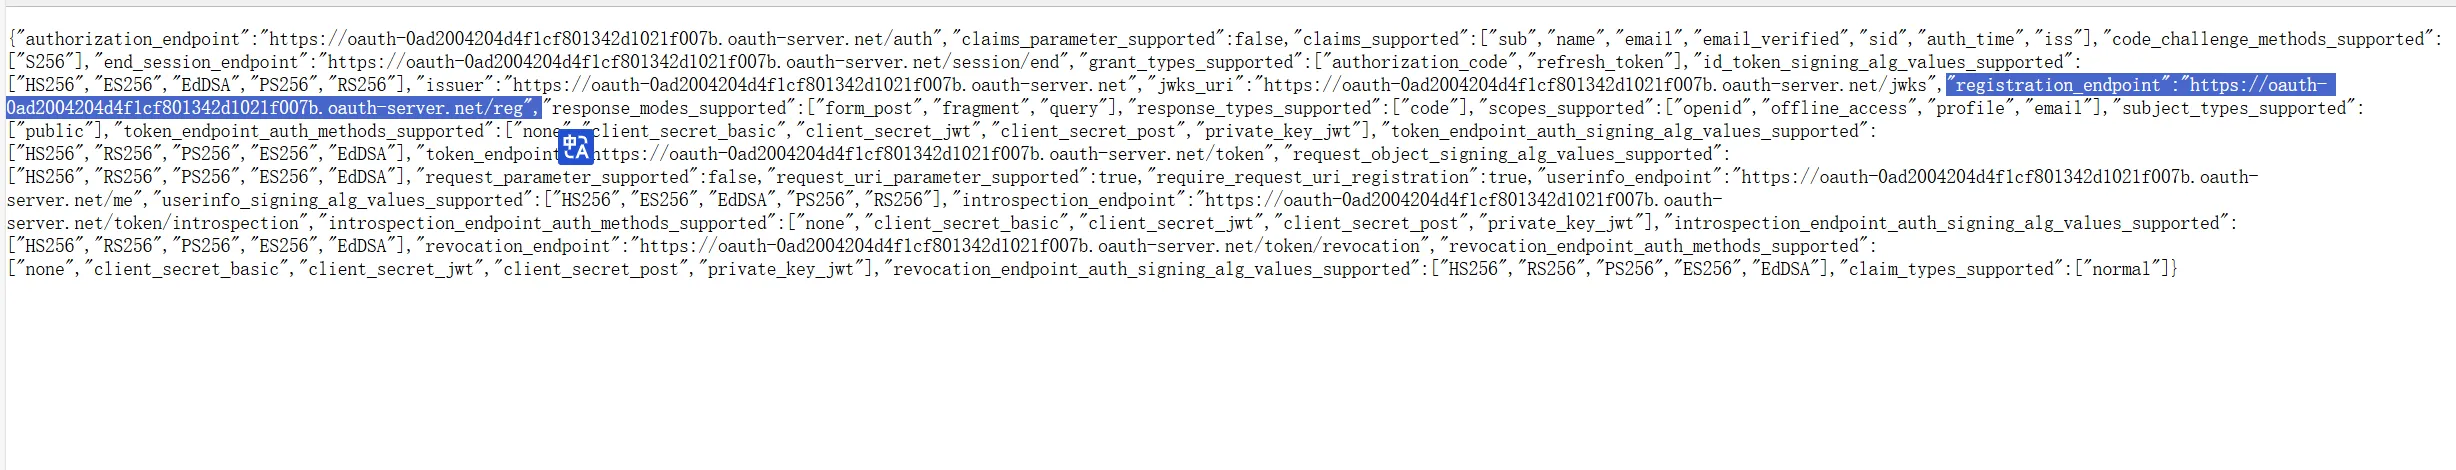 {"authorization_endpoint":"https://oauth-0ad2004204d4f1cf801342d1021f007b.oauth-server.net/auth","claims_parameter_supported":false,"claims_supported":["sub","name","email","email_verified","sid","auth_time","iss"],"code_challenge_methods_supported":
["S256"],"end_session_endpoint":"https://oauth-0ad2004204d4f1cf801342d1021f007b.oauth-server.net/session/end","grant_types_supported":["authorization_code","refresh_token"],"id_token_signing_alg_values_supported":
["HS256","ES256","EdDSA","PS256","RS256"],"issuer":"https://oauth-0ad2004204d4f1cf801342d1021f007b.oauth-server.net","jwks_uri":"https://oauth-0ad2004204d4f1cf801342d1021f007b.oauth-server.net/jwks","registration_endpoint":"https://oauth-
0ad2004204d4f1cf801342d1021f007b.oauth-server.net/reg","response_modes_supported":["form_post","fragment","query"],"response_types_supported":["code"],"scopes_supported":["openid","offline_access","profile","email"],"subject_types_supported":
["public"],"token_endpoint_auth_methods_supported":["none","client_secret_basic","client_secret_jwt","client_secret_post","private_key_jwt"],"token_endpoint_auth_signing_alg_values_supported":
["HS256","RS256","PS256","ES256","EdDSA"],"token_endpoint":"https://oauth-0ad2004204d4f1cf801342d1021f007b.oauth-server.net/token","request_object_signing_alg_values_supported":
["HS256","RS256","PS256","ES256","EdDSA"],"request_parameter_supported":false,"request_uri_parameter_supported":true,"require_request_uri_registration":true,"userinfo_endpoint":"https://oauth-0ad2004204d4f1cf801342d1021f007b.oauth-
server.net/me","userinfo_signing_alg_values_supported":["HS256","ES256","EdDSA","PS256","RS256"],"introspection_endpoint":"https://oauth-0ad2004204d4f1cf801342d1021f007b.oauth-
server.net/token/introspection","introspection_endpoint_auth_methods_supported":["none","client_secret_basic","client_secret_jwt","client_secret_post","private_key_jwt"],"introspection_endpoint_auth_signing_alg_values_supported":
["HS256","RS256","PS256","ES256","EdDSA"],"revocation_endpoint":"https://oauth-0ad2004204d4f1cf801342d1021f007b.oauth-server.net/token/revocation","revocation_endpoint_auth_methods_supported":
["none","client_secret_basic","client_secret_jwt","client_secret_post","private_key_jwt"],"revocation_endpoint_auth_signing_alg_values_supported":["HS256","RS256","PS256","ES256","EdDSA"],"claim_types_supported":["normal"]}
中A